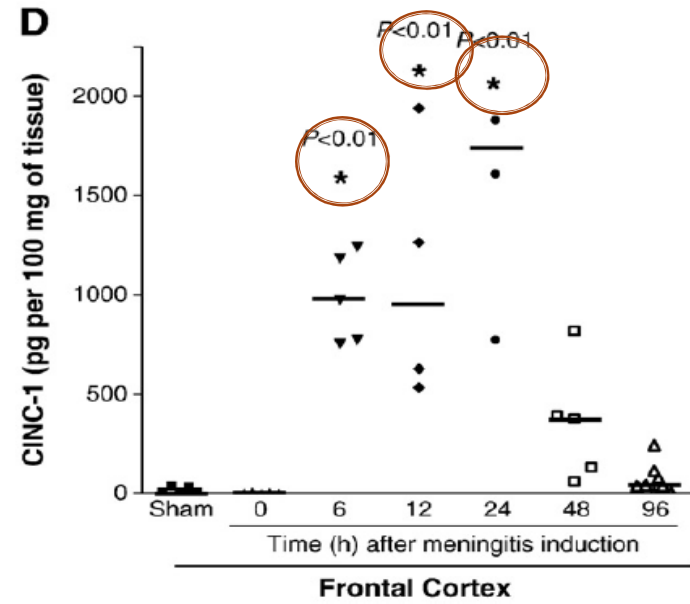 D
P<0.01
P<0.01
*
*
P<0.01
*
CINC-1 (pg per 100 mg of tissue)
2000
1500
1000
500
0
Sham 0 6 12 24 48 96
Time (h) after meningitis induction
Frontal Cortex